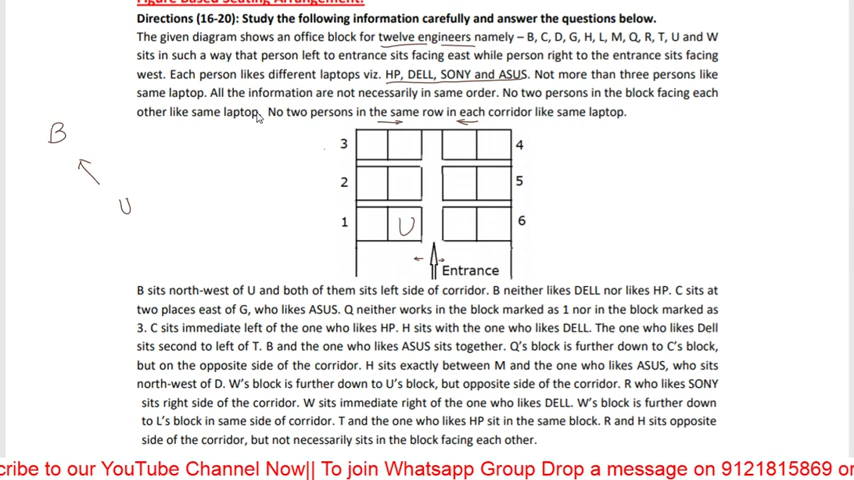 Figure Based Seating Arrangement:
Directions (16-20): Study the following information carefully and answer the questions below.
The given diagram shows an office block for twelve engineers namely – B, C, D, G, H, L, M, Q, R, T, U and W
sits in such a way that person left to entrance sits facing east while person right to the entrance sits facing
west. Each person likes different laptops viz. HP, DELL, SONY and ASUS. Not more than three persons like
same laptop. All the information are not necessarily in same order. No two persons in the block facing each
other like same laptop. No two persons in the same row in each corridor like same laptop.
B
U
3 4
2 5
1 U 6
Entrance
B sits north-west of U and both of them sits left side of corridor. B neither likes DELL nor likes HP. C sits at
two places east of G, who likes ASUS. Q neither works in the block marked as 1 nor in the block marked as
3. C sits immediate left of the one who likes HP. H sits with the one who likes DELL. The one who likes Dell
sits second to left of T. B and the one who likes ASUS sits together. Q's block is further down to C's block,
but on the opposite side of the corridor. H sits exactly between M and the one who likes ASUS, who sits
north-west of D. W's block is further down to U's block, but opposite side of the corridor. R who likes SONY
sits right side of the corridor. W sits immediate right of the one who likes DELL. W's block is further down
to L's block in same side of corridor. T and the one who likes HP sit in the same block. R and H sits opposite
side of the corridor, but not necessarily sits in the block facing each other.
cribe to our YouTube Channel Now|| To join Whatsapp Group Drop a message on 9121815869 or